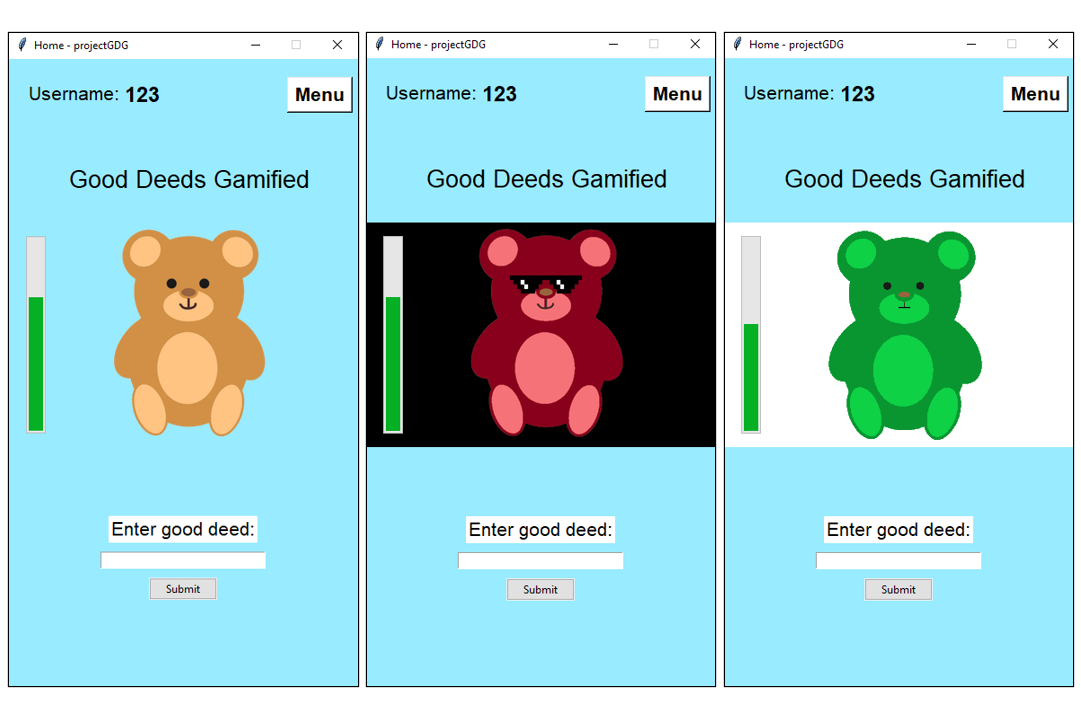 Home - projectGDG
Username: 123
Menu
Good Deeds Gamified
Enter good deed:
Submit
Home - projectGDG
Username: 123
Menu
Good Deeds Gamified
Enter good deed:
Submit
Home - projectGDG
Username: 123
Menu
Good Deeds Gamified
Enter good deed:
Submit